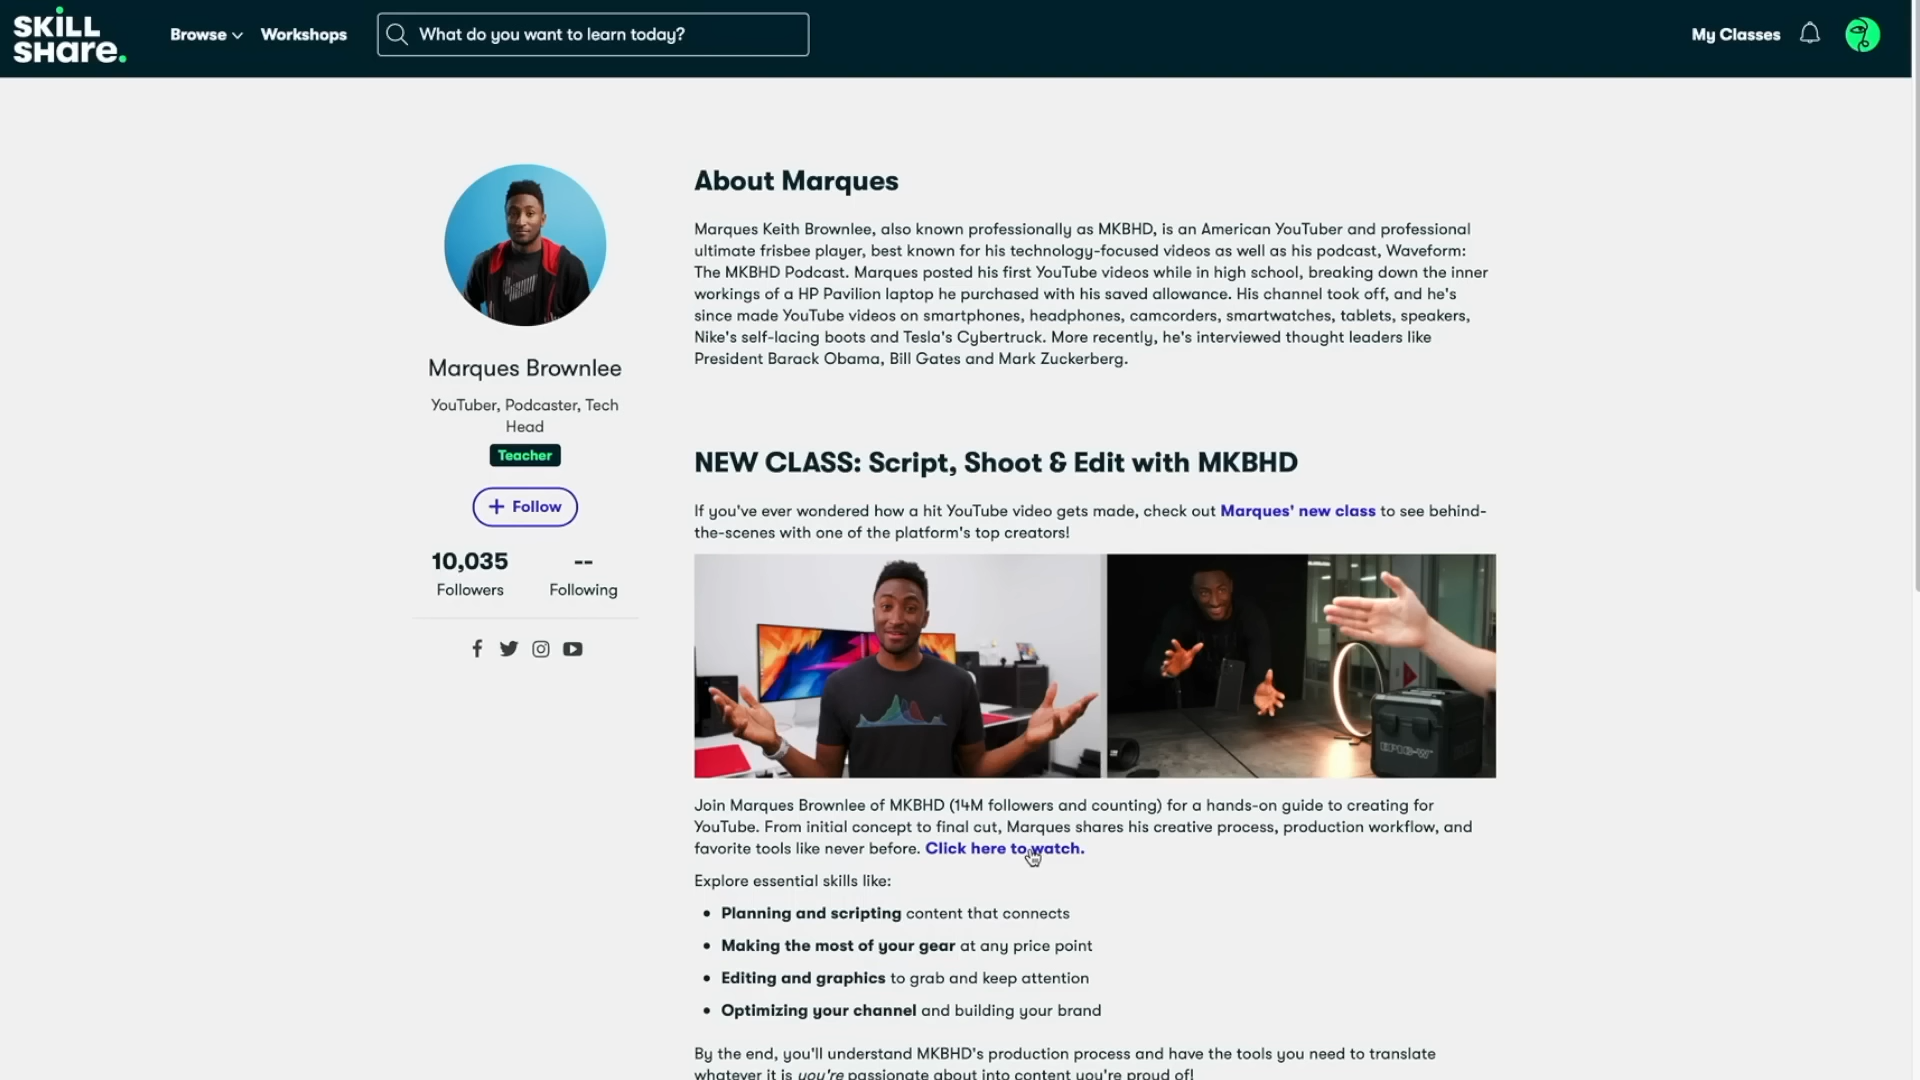 SKILL
SHARE.
Browse
Workshops
What do you want to learn today?
My Classes
Marques Brownlee
YouTuber, Podcaster, Tech
Head
Teacher
+ Follow
10,035
--
Followers
Following
About Marques
Marques Keith Brownlee, also known professionally as MKBHD, is an American YouTuber and professional
ultimate frisbee player, best known for his technology-focused videos as well as his podcast, Waveform:
The MKBHD Podcast. Marques posted his first YouTube videos while in high school, breaking down the inner
workings of a HP Pavilion laptop he purchased with his saved allowance. His channel took off, and he's
since made YouTube videos on smartphones, headphones, camcorders, smartwatches, tablets, speakers,
Nike's self-lacing boots and Tesla's Cybertruck. More recently, he's interviewed thought leaders like
President Barack Obama, Bill Gates and Mark Zuckerberg.
NEW CLASS: Script, Shoot & Edit with MKBHD
If you've ever wondered how a hit YouTube video gets made, check out Marques' new class to see behind-
the-scenes with one of the platform's top creators!
EPIC-W
Join Marques Brownlee of MKBHD (14M followers and counting) for a hands-on guide to creating for
YouTube. From initial concept to final cut, Marques shares his creative process, production workflow, and
favorite tools like never before. Click here to watch.
Explore essential skills like:
• Planning and scripting content that connects
• Making the most of your gear at any price point
• Editing and graphics to grab and keep attention
• Optimizing your channel and building your brand
By the end, you'll understand MKBHD's production process and have the tools you need to translate
whatever it is you're passionate about into content you're proud of!